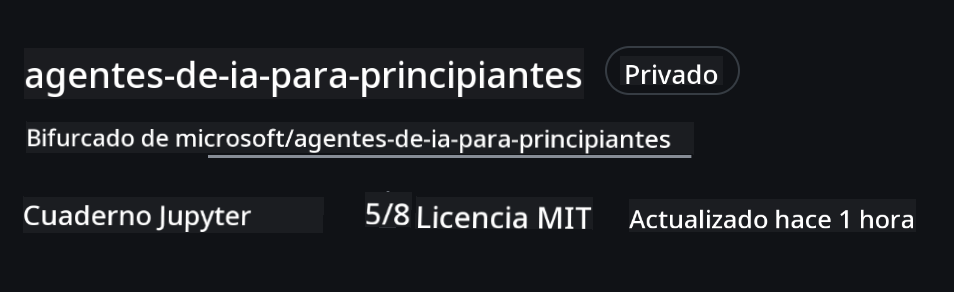 agentes-de-ia-para-principiantes Privado
Bifurcado de microsoft/agentes-de-ia-para-principiantes
Cuaderno Jupyter 5/8 Licencia MIT Actualizado hace 1 hora